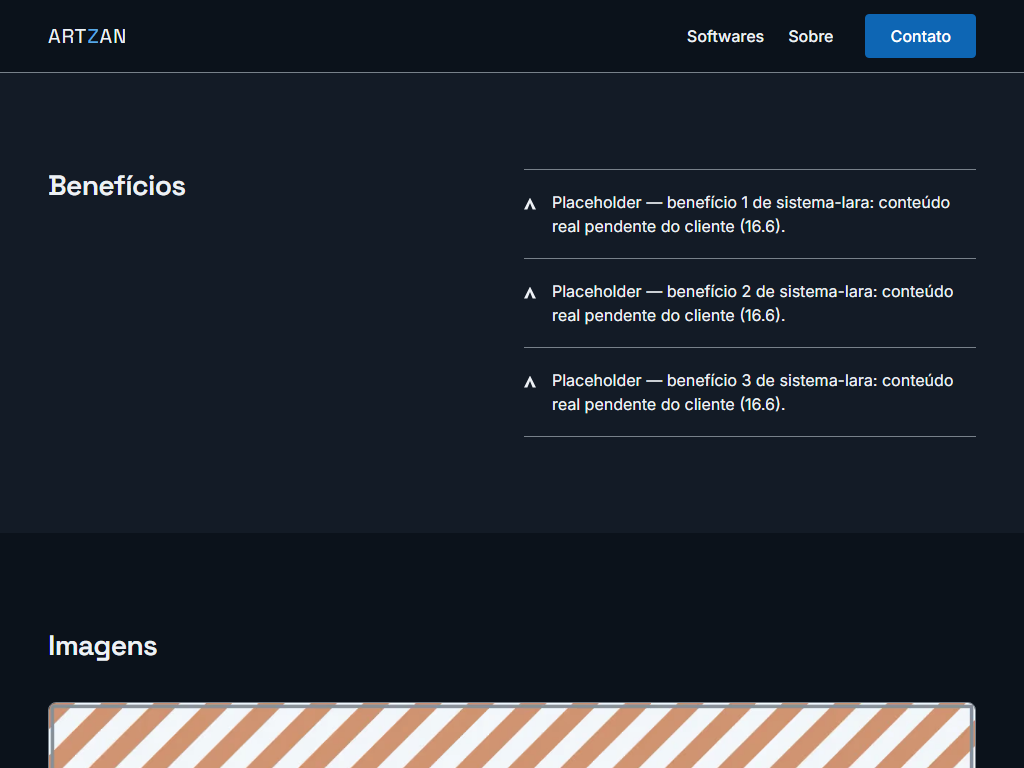 ARTZAN
Softwares
Sobre
Contato
Benefícios
Placeholder — benefício 1 de sistema-lara: conteúdo
real pendente do cliente (16.6).
Placeholder — benefício 2 de sistema-lara: conteúdo
real pendente do cliente (16.6).
Placeholder — benefício 3 de sistema-lara: conteúdo
real pendente do cliente (16.6).
Imagens